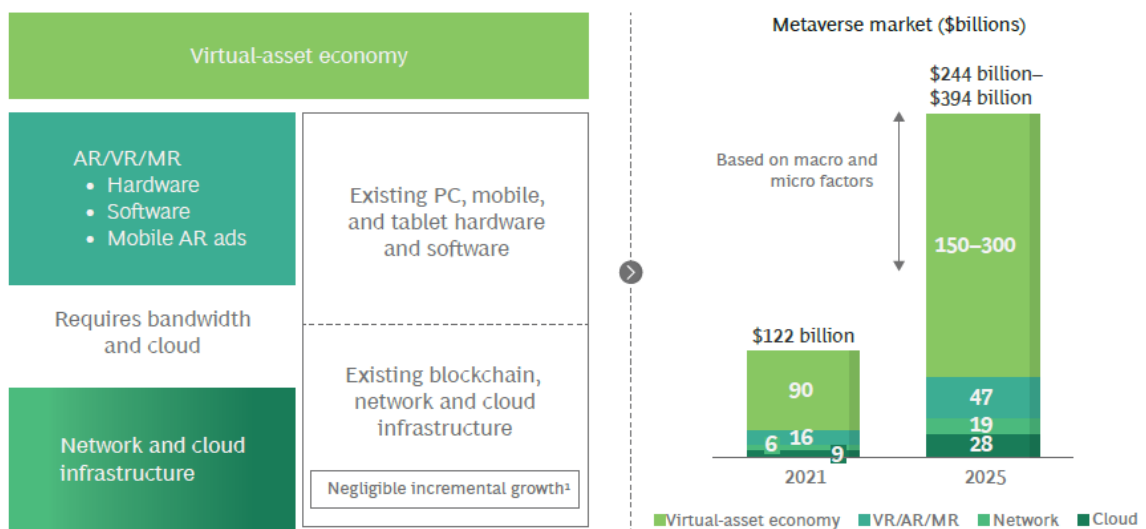 Virtual-asset economy
AR/VR/MR
• Hardware
• Software
• Mobile AR ads
Existing PC, mobile,
and tablet hardware
and software
Requires bandwidth
and cloud
Network and cloud
infrastructure
Existing blockchain,
network and cloud
infrastructure
Negligible incremental growth¹
Metaverse market ($billions)
$244 billion–
$394 billion
Based on macro and
micro factors
150–300
$122 billion
90
16
6
9
47
19
28
2021
2025
Virtual-asset economy VR/AR/MR Network Cloud